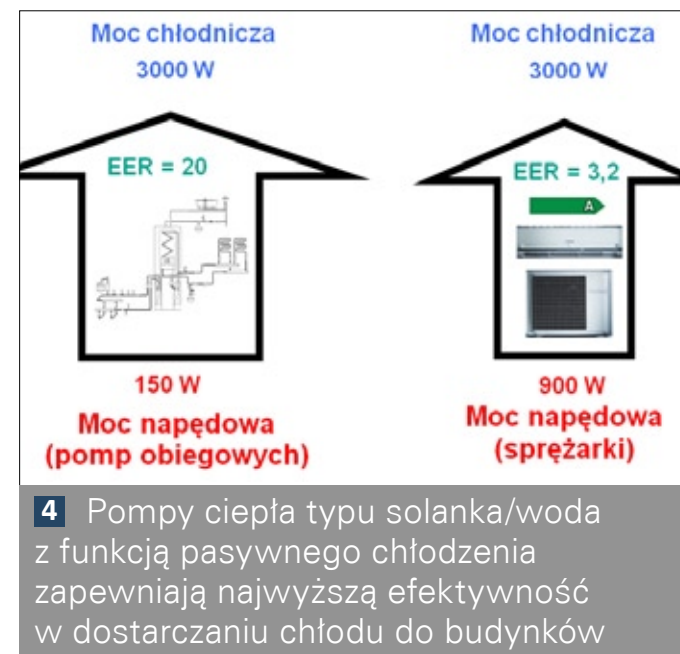 Moc chłodnicza
3000 W
EER = 20
150 W
Moc napędowa
(pomp obiegowych)
Moc chłodnicza
3000 W
EER = 3,2
A
900 W
Moc napędowa
(sprężarki)
4 Pompy ciepła typu solanka/woda
z funkcją pasywnego chłodzenia
zapewniają najwyższą efektywność
w dostarczaniu chłodu do budynków